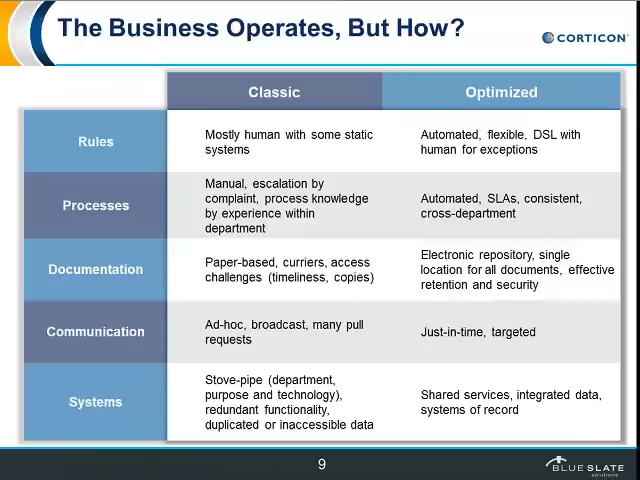 The Business Operates, But How?
CORTICON
Classic
Optimized
Rules
Mostly human with some static
systems
Automated, flexible, DSL with
human for exceptions
Processes
Manual, escalation by
complaint, process knowledge
by experience within
department
Automated, SLAs, consistent,
cross-department
Documentation
Paper-based, curriers, access
challenges (timeliness, copies)
Electronic repository, single
location for all documents, effective
retention and security
Communication
Ad-hoc, broadcast, many pull
requests
Just-in-time, targeted
Systems
Stove-pipe (department,
purpose and technology),
redundant functionality,
duplicated or inaccessible data
Shared services, integrated data,
systems of record
9
BLUE SLATE
solutions